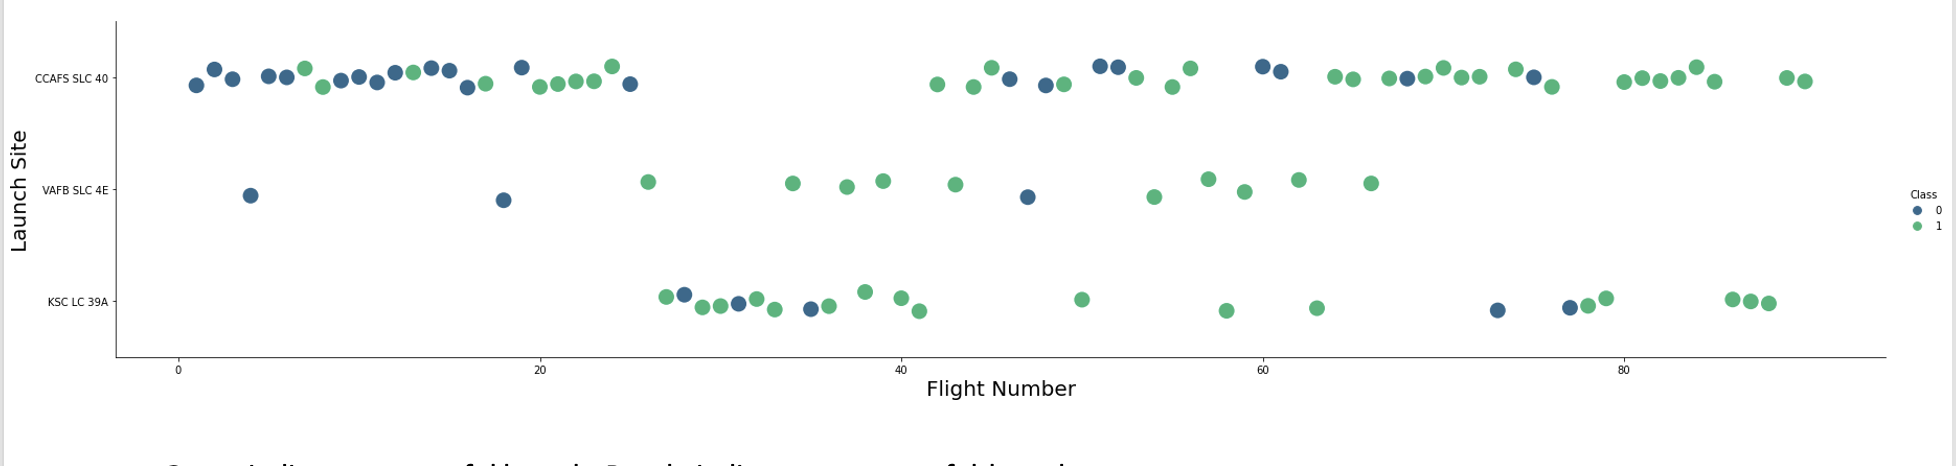 CCAFS SLC 40
VAFB SLC 4E
KSC LC 39A
Launch Site
0 20 40 60 80
Flight Number
Class
0
1